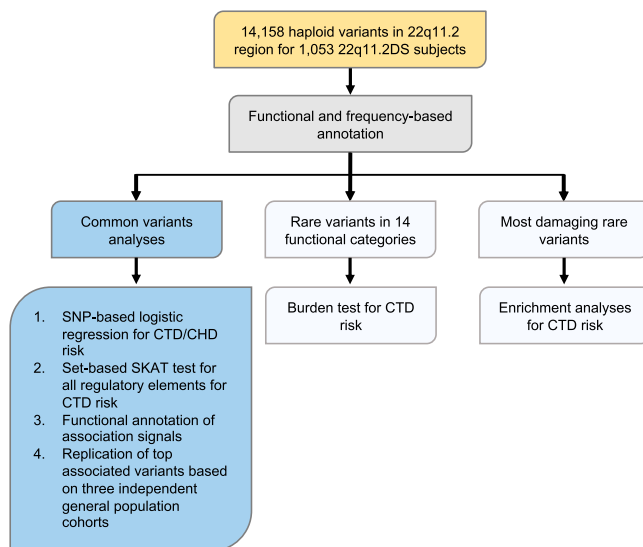 14,158 haploid variants in 22q11.2
region for 1,053 22q11.2DS subjects
Functional and frequency-based
annotation
Common variants
analyses
Rare variants in 14
functional categories
Most damaging rare
variants
1. SNP-based logistic
regression for CTD/CHD
risk
2. Set-based SKAT test for
all regulatory elements for
CTD risk
3. Functional annotation of
association signals
4. Replication of top
associated variants based
on three independent
general population
cohorts
Burden test for CTD
risk
Enrichment analyses
for CTD risk